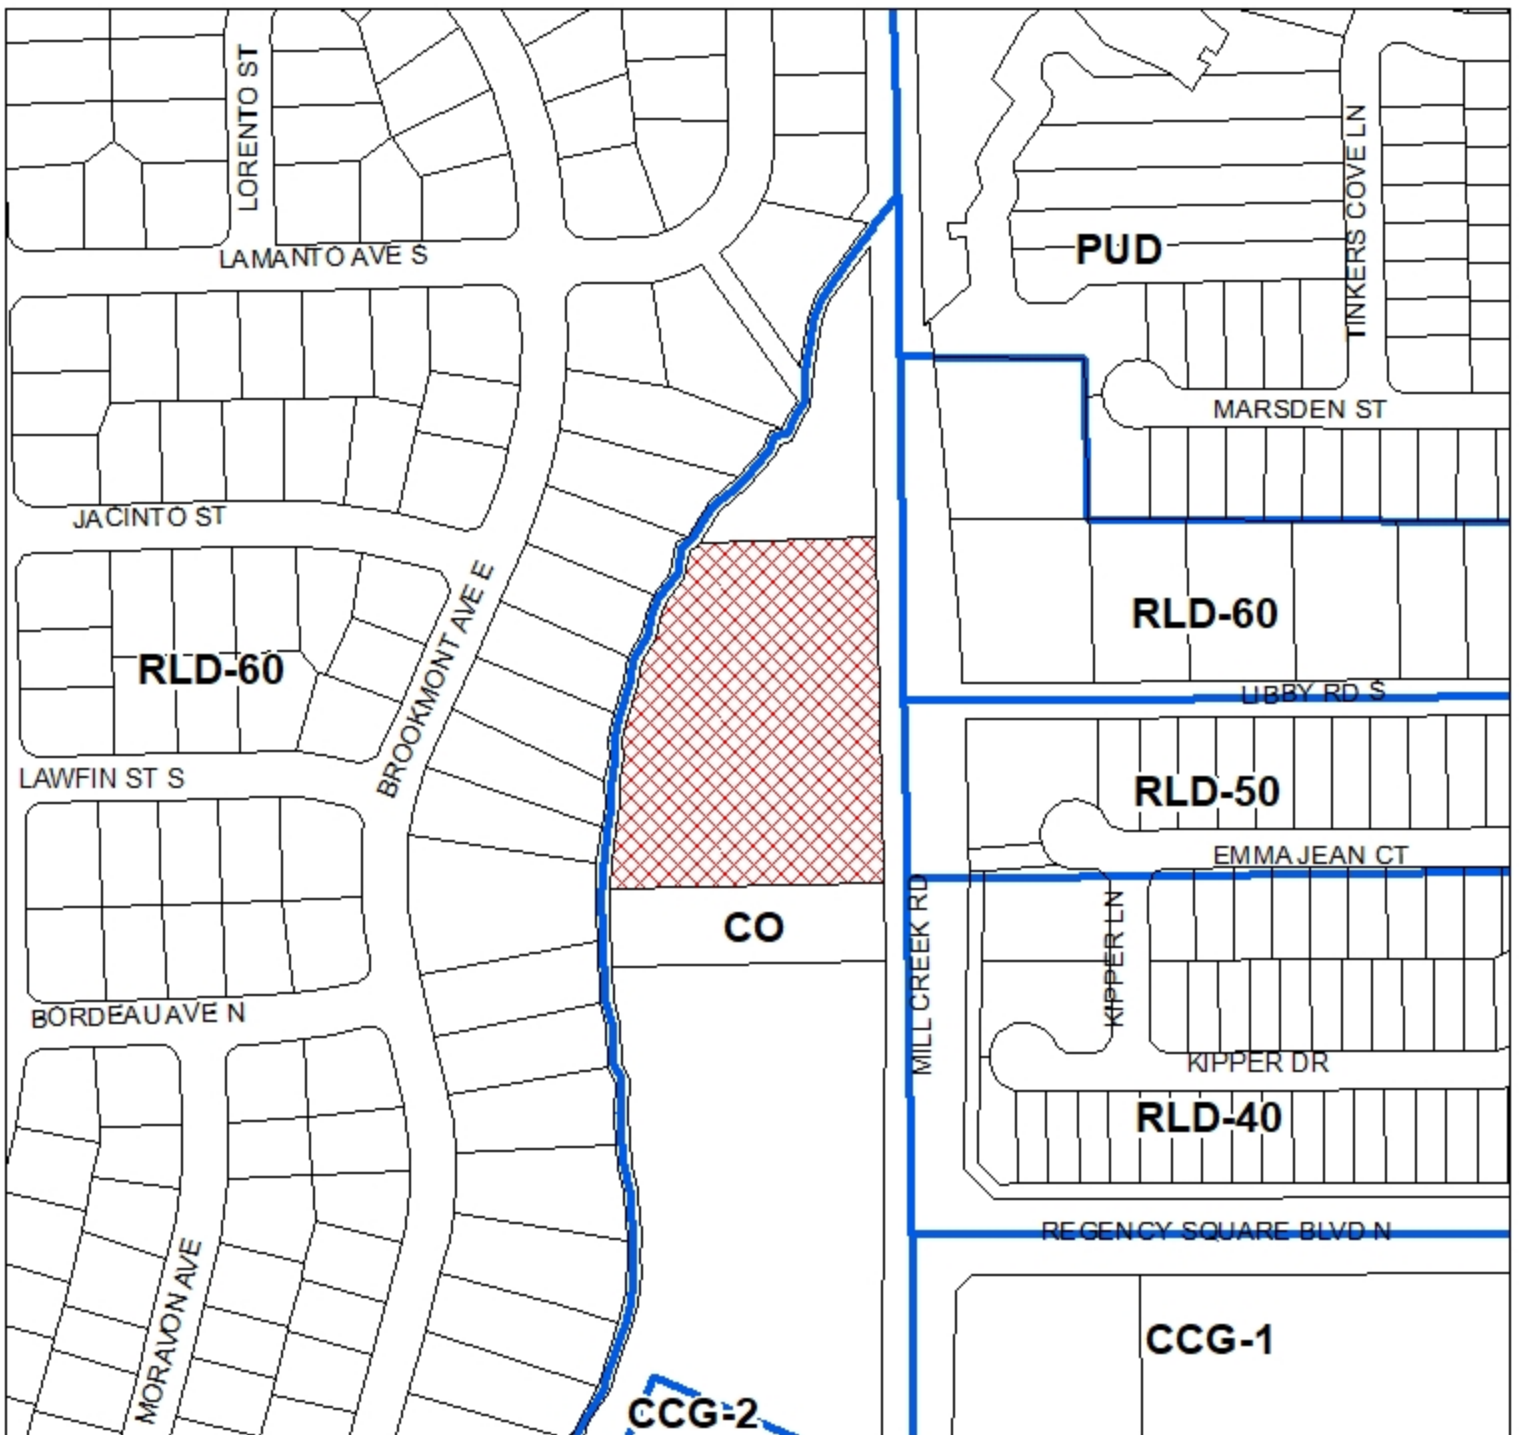 LORENTO ST
TINKERS COVE LN
PUD
LAMANTO AVE S
MARSDEN ST
JACINTO ST
RLD-60
BROOKMONT AVE E
RLD-60
LIBBY RD S
LAWFIN ST S
RLD-50
EMMA JEAN CT
CO
MILL CREEK RD
KIPPER LN
BORDEAU AVE N
KIPPER DR
RLD-40
REGENCY SQUARE BLVD N
MORAVON AVE
CCG-1
CCG-2